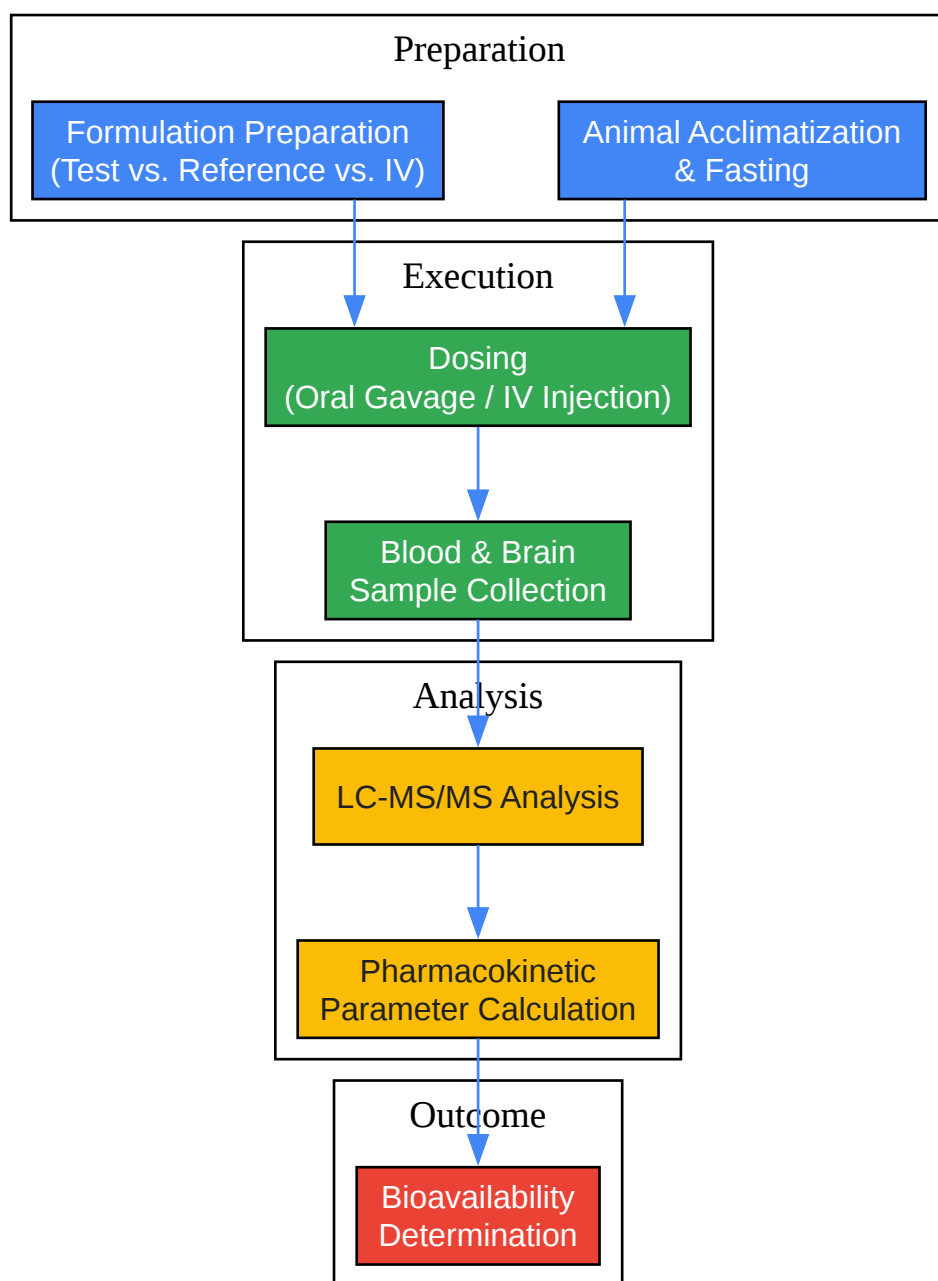 Preparation
Formulation Preparation
(Test vs. Reference vs. IV)
Animal Acclimatization
& Fasting
Execution
Dosing
(Oral Gavage / IV Injection)
Blood & Brain
Sample Collection
Analysis
LC-MS/MS Analysis
Pharmacokinetic
Parameter Calculation
Outcome
Bioavailability
Determination